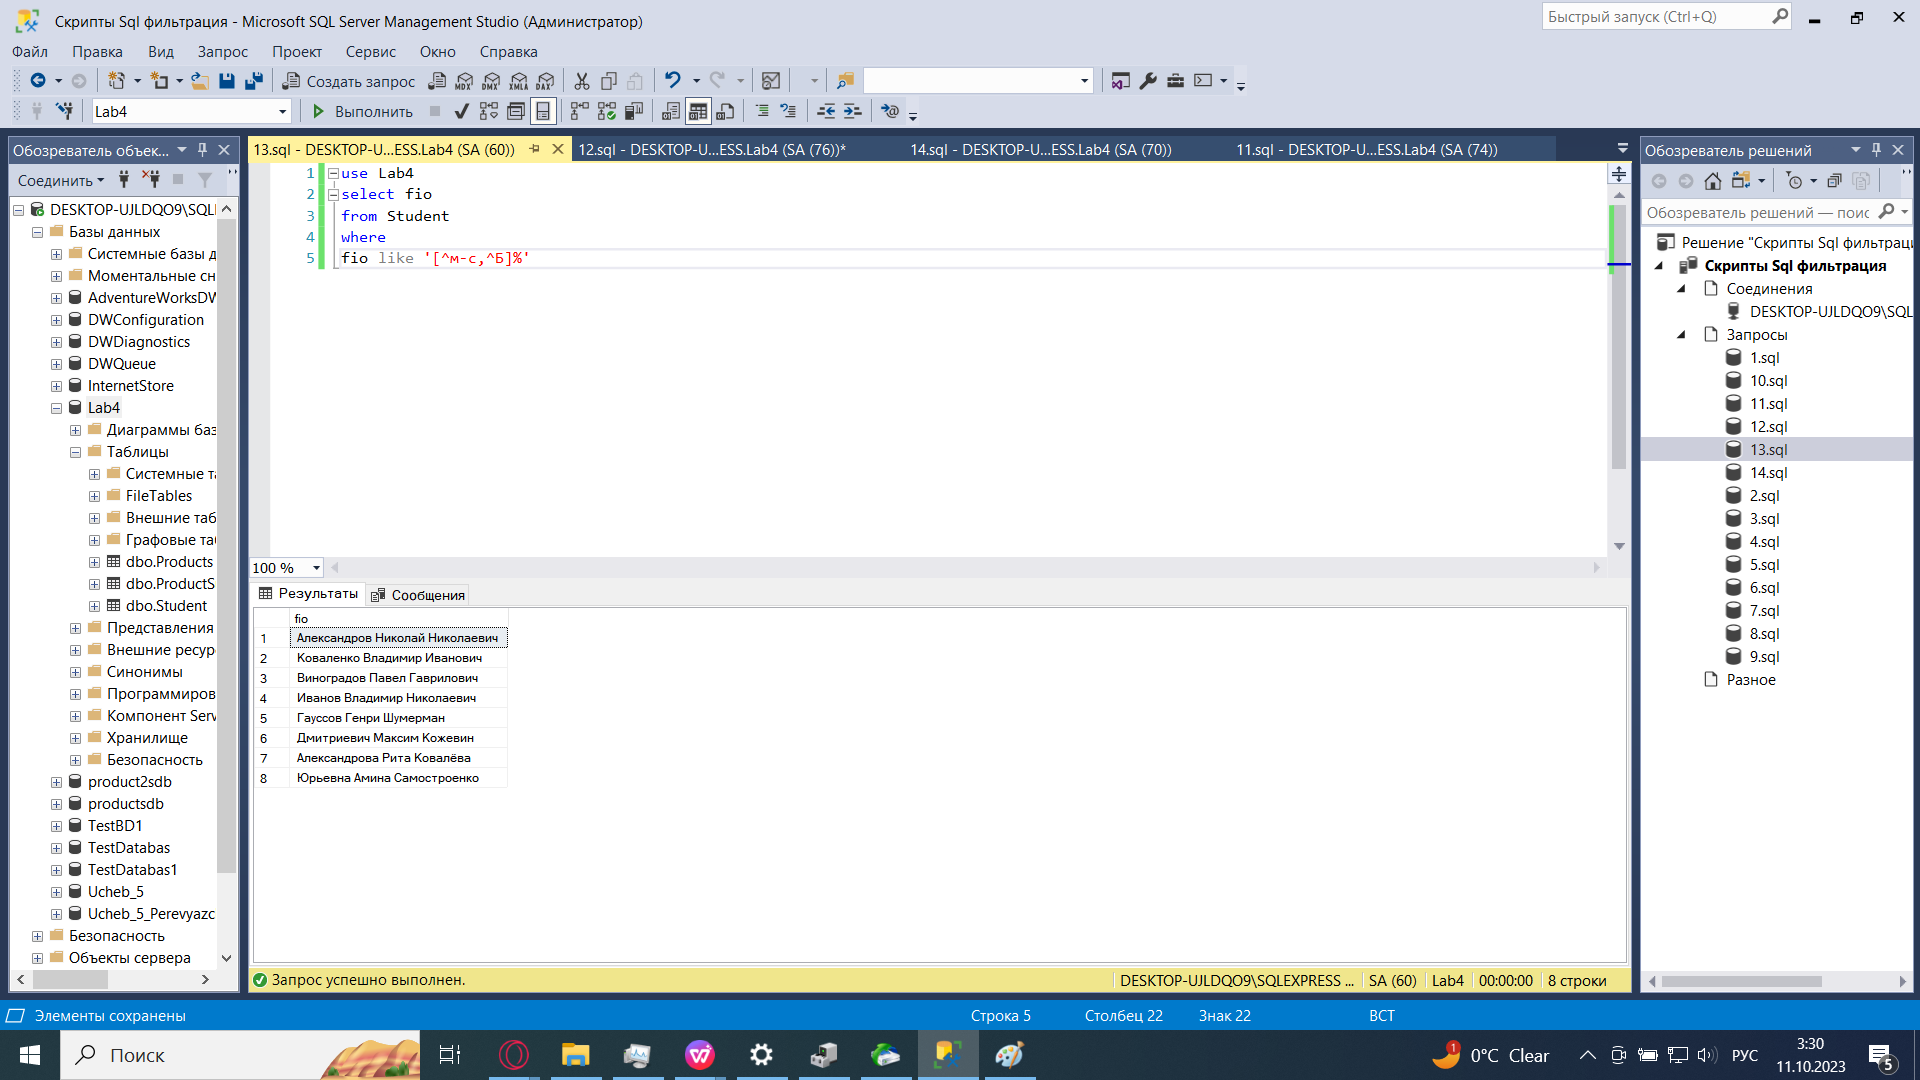 Скрипты Sql фильтрация - Microsoft SQL Server Management Studio (Администратор)
Быстрый запуск (Ctrl+Q)
Файл Правка Вид Запрос Проект Сервис Окно Справка
Создать запрос MDX DMX XMLA DAX
Lab4 Выполнить
Обозреватель объек...
Соединить
DESKTOP-UJLDQO9\SQL
Базы данных
Системные базы д
Моментальные сн
AdventureWorksDW
DWConfiguration
DWDiagnostics
DWQueue
InternetStore
Lab4
Диаграммы баз
Таблицы
Системные та
FileTables
Внешние таб
Графовые та
dbo.Products
dbo.ProductS
dbo.Student
Представления
Внешние ресур
Синонимы
Программиров
Компонент Serv
Хранилище
Безопасность
product2sdb
productsdb
TestBD1
TestDatabas
TestDatabas1
Ucheb_5
Ucheb_5_Perevyazc
Безопасность
Объекты сервера
13.sql - DESKTOP-U...ESS.Lab4 (SA (60)) 12.sql - DESKTOP-U...ESS.Lab4 (SA (76))* 14.sql - DESKTOP-U...ESS.Lab4 (SA (70)) 11.sql - DESKTOP-U...ESS.Lab4 (SA (74))
1 use Lab4
2 select fio
3 from Student
4 where
5 fio like '[^м-с,^Б]%'
100 %
Результаты Сообщения
fio
1 Александров Николай Николаевич
2 Коваленко Владимир Иванович
3 Виноградов Павел Гаврилович
4 Иванов Владимир Николаевич
5 Гауссов Генри Шумерман
6 Дмитриевич Максим Кожевин
7 Александрова Рита Ковалёва
8 Юрьевна Амина Самостроенко
Запрос успешно выполнен. DESKTOP-UJLDQO9\SQLEXPRESS ... SA (60) Lab4 00:00:00 8 строки
Обозреватель решений
Обозреватель решений — поис
Решение "Скрипты Sql фильтраци
Скрипты Sql фильтрация
Соединения
DESKTOP-UJLDQO9\SQL
Запросы
1.sql
10.sql
11.sql
12.sql
13.sql
14.sql
2.sql
3.sql
4.sql
5.sql
6.sql
7.sql
8.sql
9.sql
Разное
Элементы сохранены Строка 5 Столбец 22 Знак 22 ВСТ
Поиск
1 0°C Clear РУС 3:30
11.10.2023 5